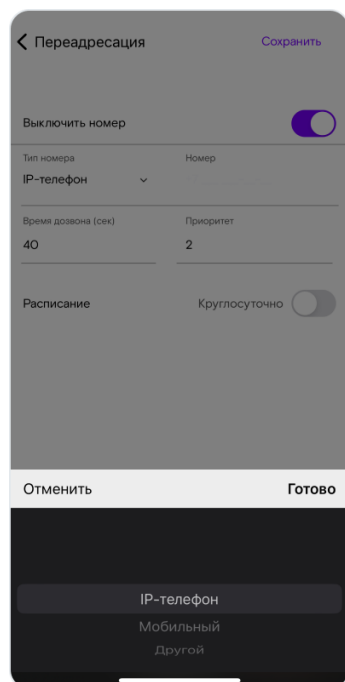 Переадресация Сохранить
Выключить номер
Тип номера Номер
IP-телефон
Время дозвона (сек) Приоритет
40 2
Расписание Круглосуточно
Отменить Готово
IP-телефон
Мобильный
Другой